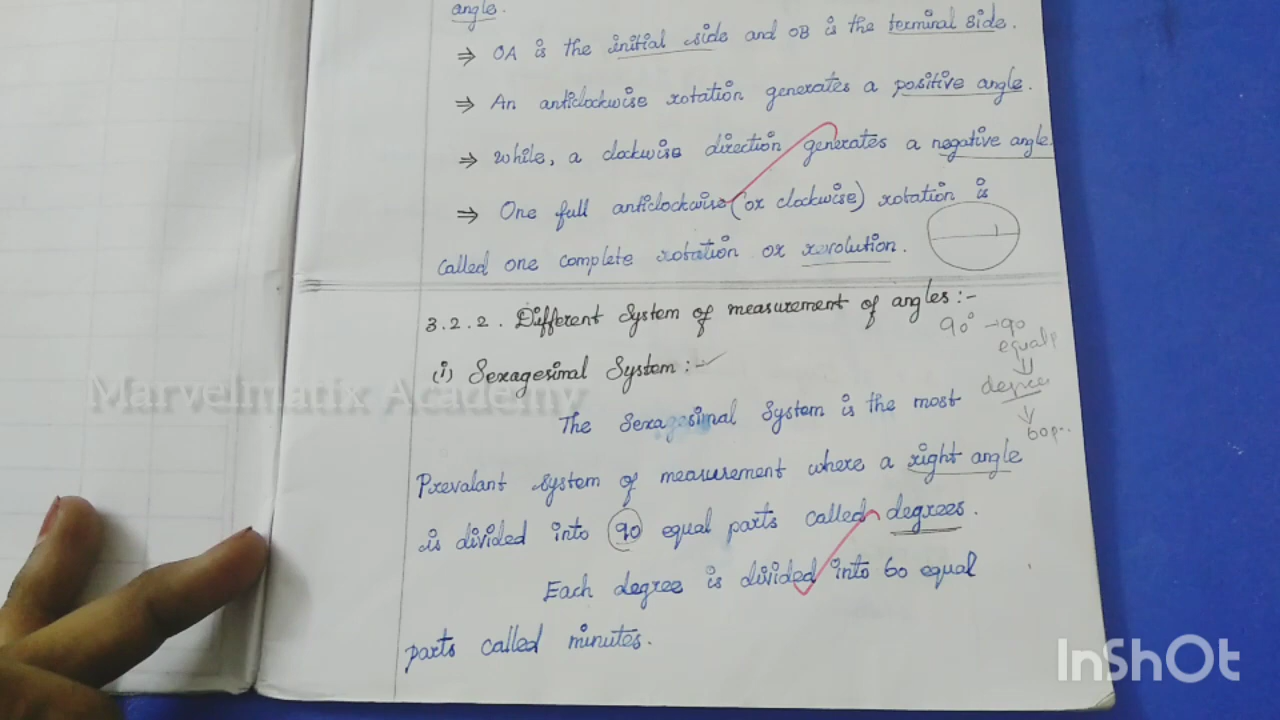 angle.
⇒ OA is the initial side and OB is the terminal side.
⇒ An anticlockwise rotation generates a positive angle.
⇒ While, a clockwise direction generates a negative angle.
⇒ One full anticlockwise (or clockwise) rotation is
called one complete rotation or revolution.
3.2.2. Different System of measurement of angles:-
90° → 90
equal p
⇓
degree
↓
60 p..
(i) Sexagesimal System:-
The Sexagesimal System is the most
Prevalant System of measurement where a right angle
is divided into 90 equal parts called degrees.
Each degree is divided into 60 equal
parts called minutes.
Marvelmatix Academy
InShOt